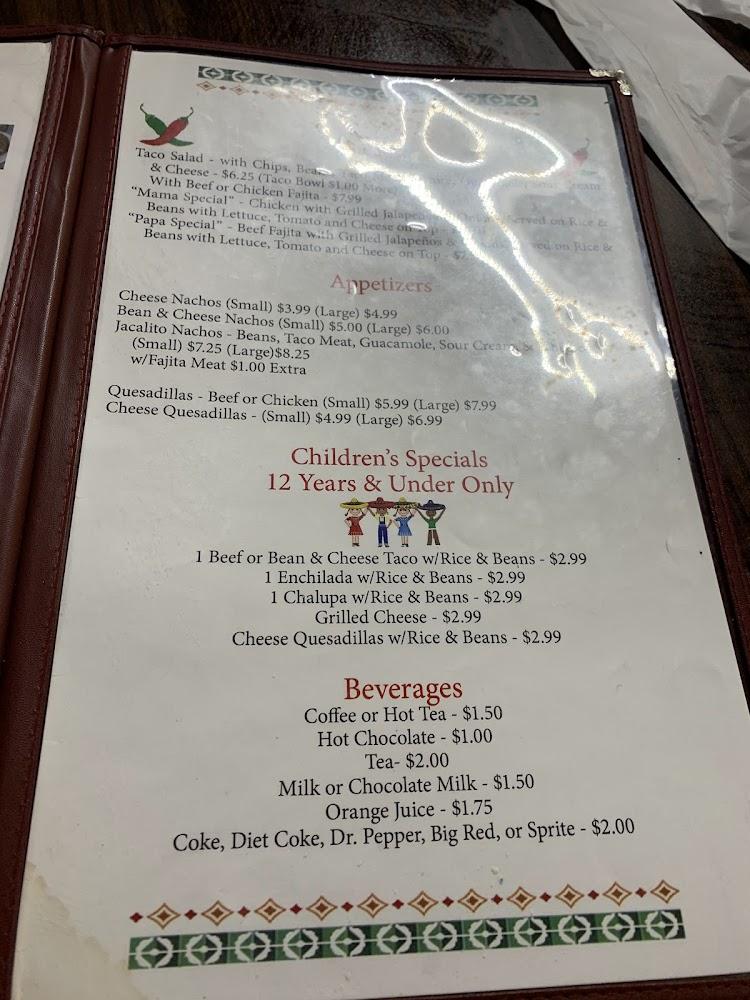 Taco Salad - with Chips, Beans,
& Cheese - $6.25 (Taco Bowl $1.00 More)
With Beef or Chicken Fajita - $7.99
"Mama Special" - Chicken with Grilled Jalapeños Served on Rice &
Beans with Lettuce, Tomato and Cheese on Top -
"Papa Special" - Beef Fajita with Grilled Jalapeños & Served on Rice &
Beans with Lettuce, Tomato and Cheese on Top -
Appetizers
Cheese Nachos (Small) $3.99 (Large) $4.99
Bean & Cheese Nachos (Small) $5.00 (Large) $6.00
Jacalito Nachos - Beans, Taco Meat, Guacamole, Sour Cream, &
(Small) $7.25 (Large)$8.25
w/Fajita Meat $1.00 Extra
Quesadillas - Beef or Chicken (Small) $5.99 (Large) $7.99
Cheese Quesadillas - (Small) $4.99 (Large) $6.99
Children's Specials
12 Years & Under Only
1 Beef or Bean & Cheese Taco w/Rice & Beans - $2.99
1 Enchilada w/Rice & Beans - $2.99
1 Chalupa w/Rice & Beans - $2.99
Grilled Cheese - $2.99
Cheese Quesadillas w/Rice & Beans - $2.99
Beverages
Coffee or Hot Tea - $1.50
Hot Chocolate - $1.00
Tea- $2.00
Milk or Chocolate Milk - $1.50
Orange Juice - $1.75
Coke, Diet Coke, Dr. Pepper, Big Red, or Sprite - $2.00